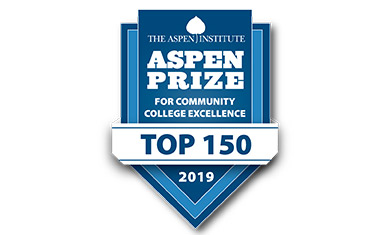 THE ASPEN INSTITUTE
ASPEN
PRIZE
FOR COMMUNITY
COLLEGE EXCELLENCE
TOP 150
2019